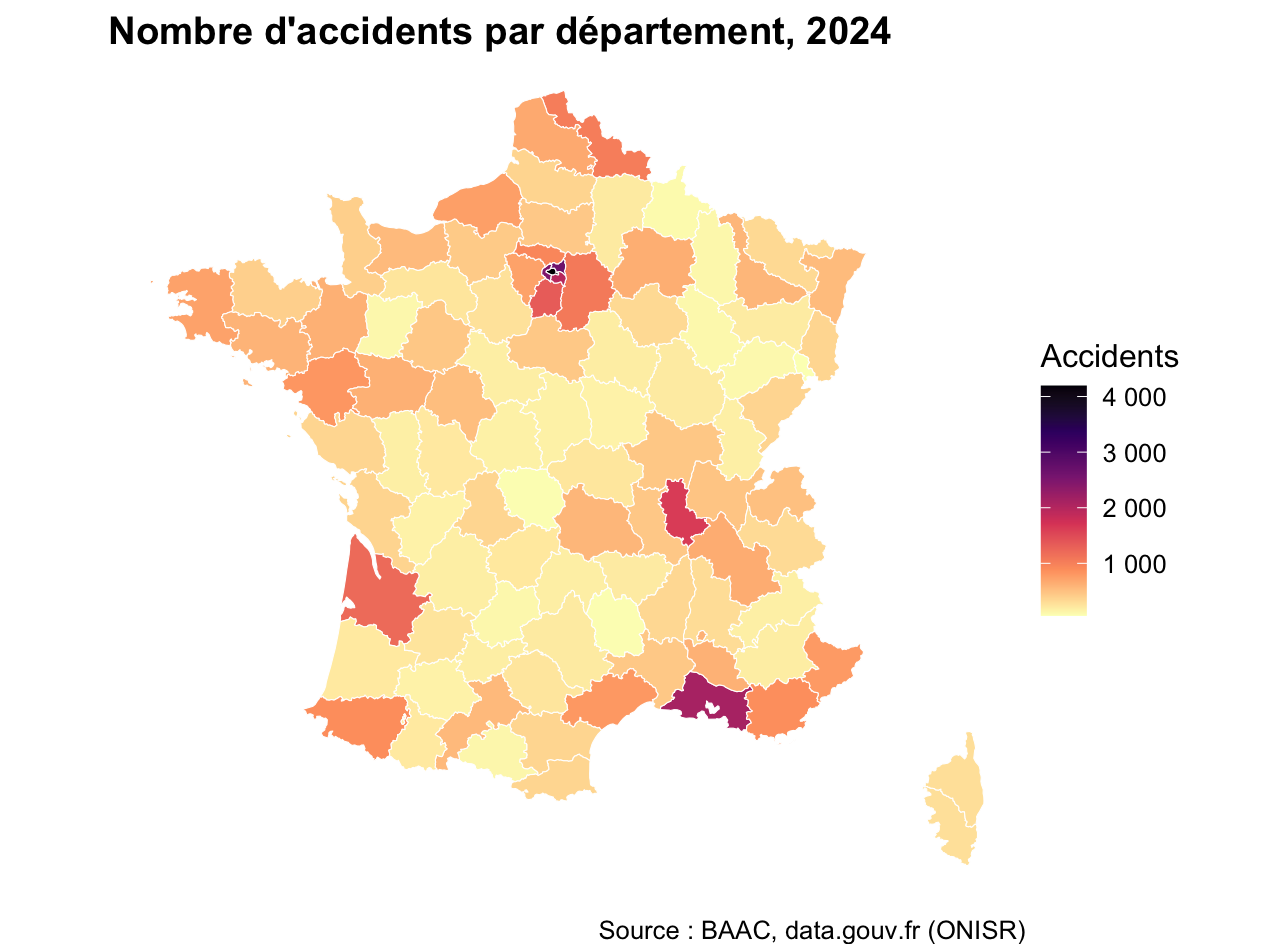 Nombre d'accidents par département, 2024
Accidents
4 000
3 000
2 000
1 000
Source : BAAC, data.gouv.fr (ONISR)